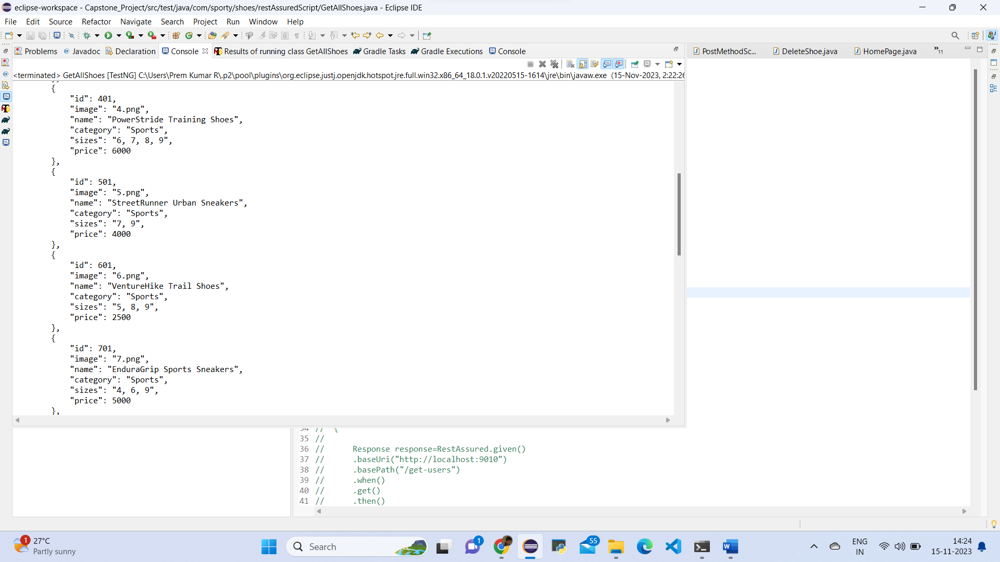 eclipse-workspace - Capstone_Project/src/test/java/com/sporty/shoes/restAssuredScript/GetAllShoes.java - Eclipse IDE
File Edit Source Refactor Navigate Search Project Run Window Help
Problems Javadoc Declaration Console Results of running class GetAllShoes Gradle Tasks Gradle Executions Console PostMethodSc... DeleteShoe.java HomePage.java »11
<terminated> GetAllShoes [TestNG] C:\Users\Prem Kumar R\.p2\pool\plugins\org.eclipse.justj.openjdk.hotspot.jre.full.win32.x86_64_18.0.1.v20220515-1614\jre\bin\javaw.exe (15-Nov-2023, 2:22:26
{
"id": 401,
"image": "4.png",
"name": "PowerStride Training Shoes",
"category": "Sports",
"sizes": "6, 7, 8, 9",
"price": 6000
},
{
"id": 501,
"image": "5.png",
"name": "StreetRunner Urban Sneakers",
"category": "Sports",
"sizes": "7, 9",
"price": 4000
},
{
"id": 601,
"image": "6.png",
"name": "VentureHike Trail Shoes",
"category": "Sports",
"sizes": "5, 8, 9",
"price": 2500
},
{
"id": 701,
"image": "7.png",
"name": "EnduraGrip Sports Sneakers",
"category": "Sports",
"sizes": "4, 6, 9",
"price": 5000
},
34 // {
35 //
36 // Response response=RestAssured.given()
37 // .baseUri("http://localhost:9010")
38 // .basePath("/get-users")
39 // .when()
40 // .get()
41 // .then()
1 27°C
Partly sunny
Search
1
55
ENG
IN
14:24
15-11-2023